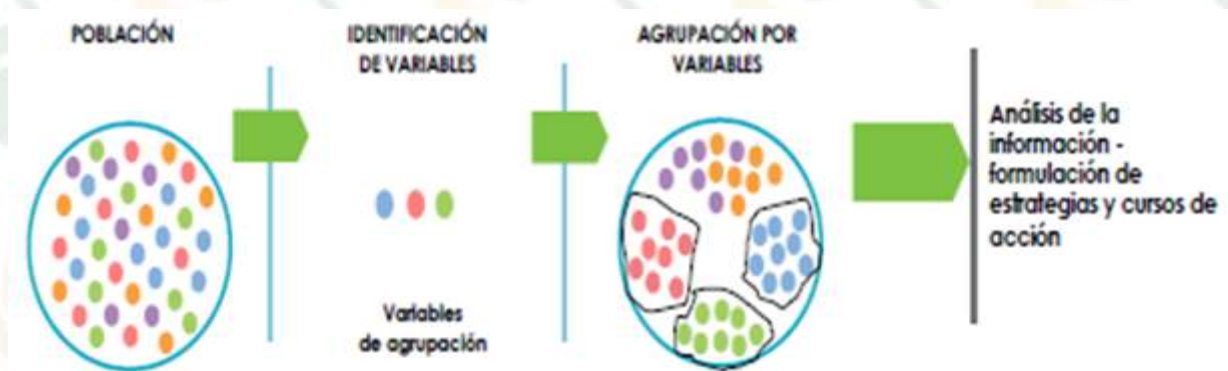 POBLACIÓN
IDENTIFICACIÓN
DE VARIABLES
AGRUPACIÓN POR
VARIABLES
Variables
de agrupación
Análisis de la
información -
formulación de
estrategias y cursos de
acción